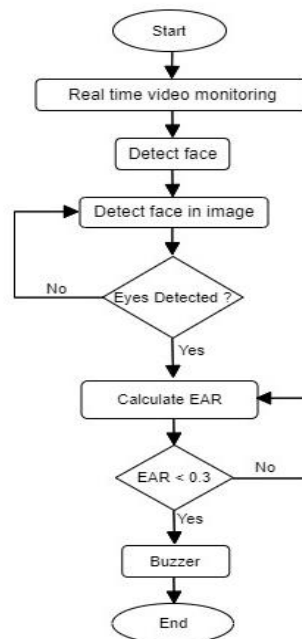 Start
Real time video monitoring
Detect face
Detect face in image
Eyes Detected ?
No
Yes
Calculate EAR
EAR < 0.3
No
Yes
Buzzer
End